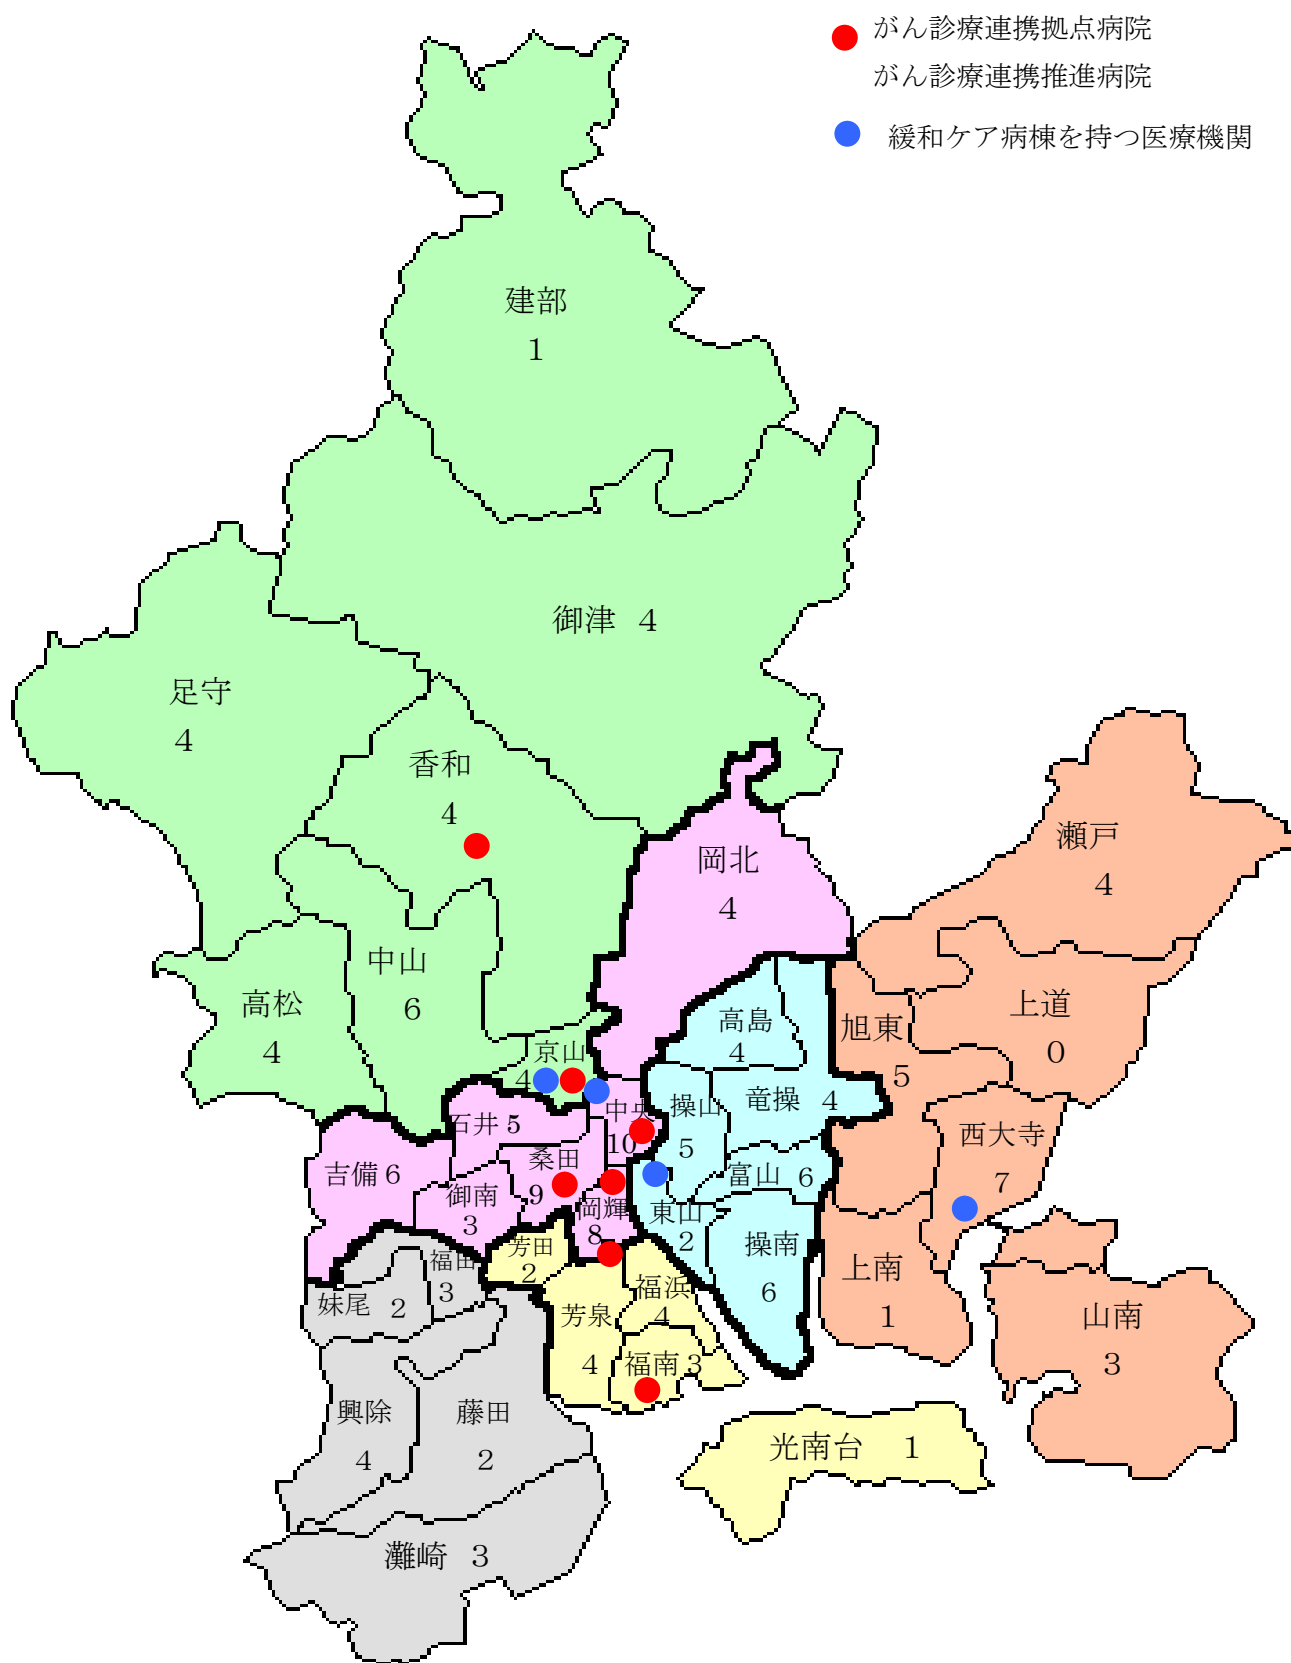 がん診療連携拠点病院
がん診療連携推進病院
緩和ケア病棟を持つ医療機関
建部
1
御津 4
足守
4
香和
4
岡北
4
瀬戸
4
中山
6
高松
4
上道
0
高島
4
旭東
5
京山
4
竜操 4
操山
5
中央
10
石井 5
西大寺
7
桑田
9
吉備 6
富山 6
御南
3
岡輝
8
東山
2
操南
6
芳田
2
福田
3
上南
1
妹尾 2
福浜
4
芳泉
4
山南
3
福南 3
興除
4
藤田
2
光南台 1
灘崎 3